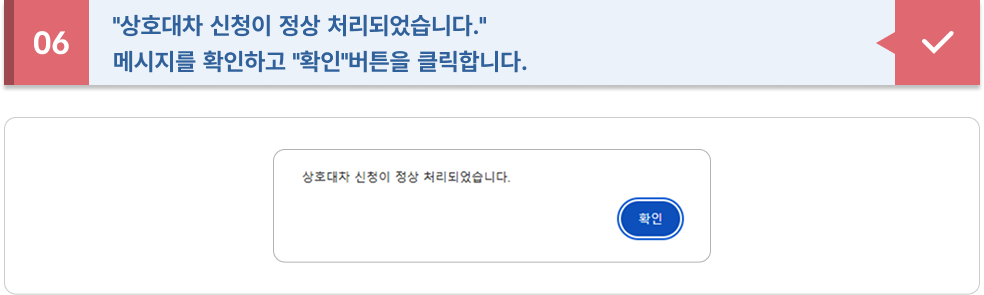 06
"상호대차 신청이 정상 처리되었습니다."
메시지를 확인하고 "확인"버튼을 클릭합니다.
상호대차 신청이 정상 처리되었습니다.
확인